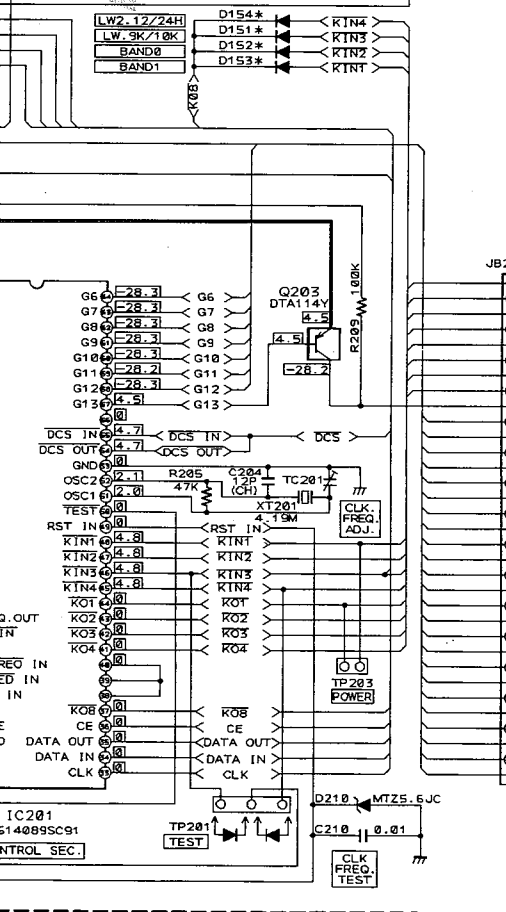 LW2.12/24H D154* KIN4
LW.9K/10K D151* KIN3
BAND0 D152* KIN2
BAND1 D153* KIN1
K08
JB2
Q203
DTA114Y
4.5
4.5
-28.2
R209 100K
G6 -28.3 G6
G7 -28.3 G7
G8 -28.3 G8
G9 -28.3 G9
G10 -28.3 G10
G11 -28.2 G11
G12 -28.3 G12
G13 4.5 G13
0
DCS IN 4.7 DCS IN DCS
DCS OUT 4.7 DCS OUT
GND 0
OSC2 2.1 R205 47K C204 12P (CH) TC201
OSC1 2.0 XT201 4.19M
CLK. FREQ. ADJ.
TEST 0
RST IN 0 RST IN
KIN1 4.8 KIN1
KIN2 4.8 KIN2
KIN3 4.8 KIN3
KIN4 4.8 KIN4
KO1 0 KO1
KO2 0 KO2
KO3 0 KO3
KO4 0 KO4
Q.OUT
IN
REO IN 0
ED IN
IN
TP203
POWER
KO8 0 KO8
CE 0 CE
DATA OUT 0 DATA OUT
DATA IN 0 DATA IN
CLK 0 CLK
IC201
614089SC91
NTROL SEC.
TP201
TEST
D210 MTZ5.6JC
C210 0.01
CLK
FREQ.
TEST